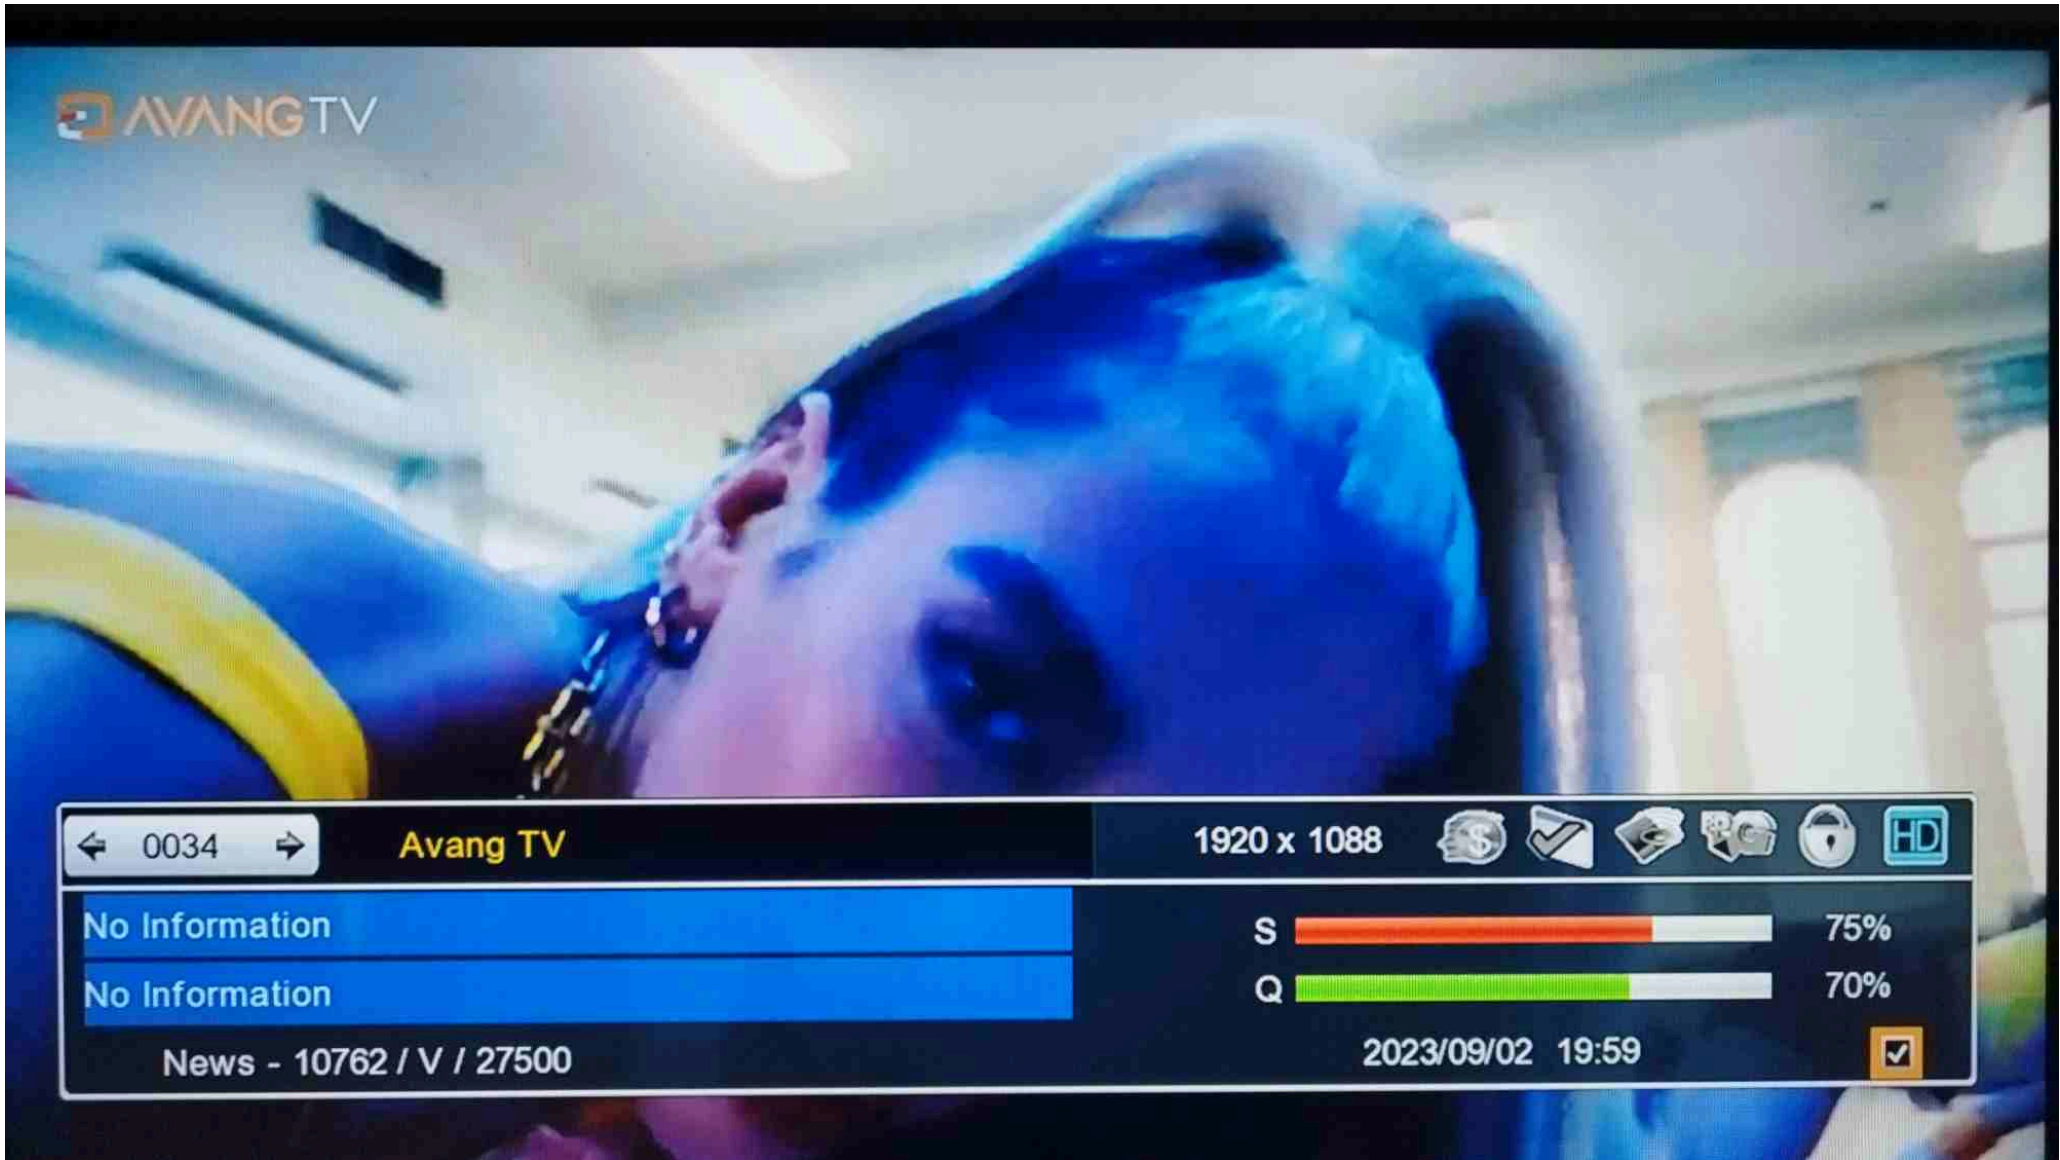 AVANGTV
0034
Avang TV
1920 x 1088
HD
No Information
S
75%
No Information
Q
70%
News - 10762 / V / 27500
2023/09/02 19:59